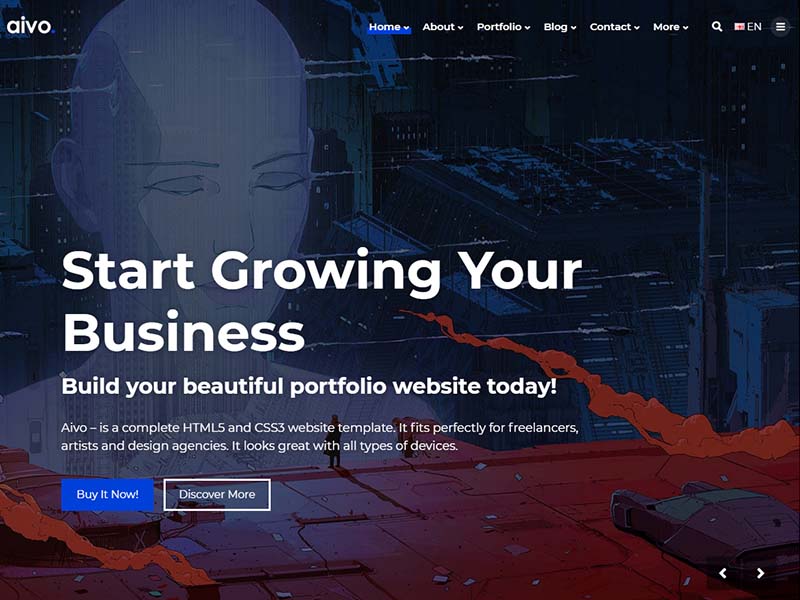 aivo.
Home About Portfolio Blog Contact More EN
Start Growing Your
Business
Build your beautiful portfolio website today!
Aivo – is a complete HTML5 and CSS3 website template. It fits perfectly for freelancers,
artists and design agencies. It looks great with all types of devices.
Buy It Now! Discover More